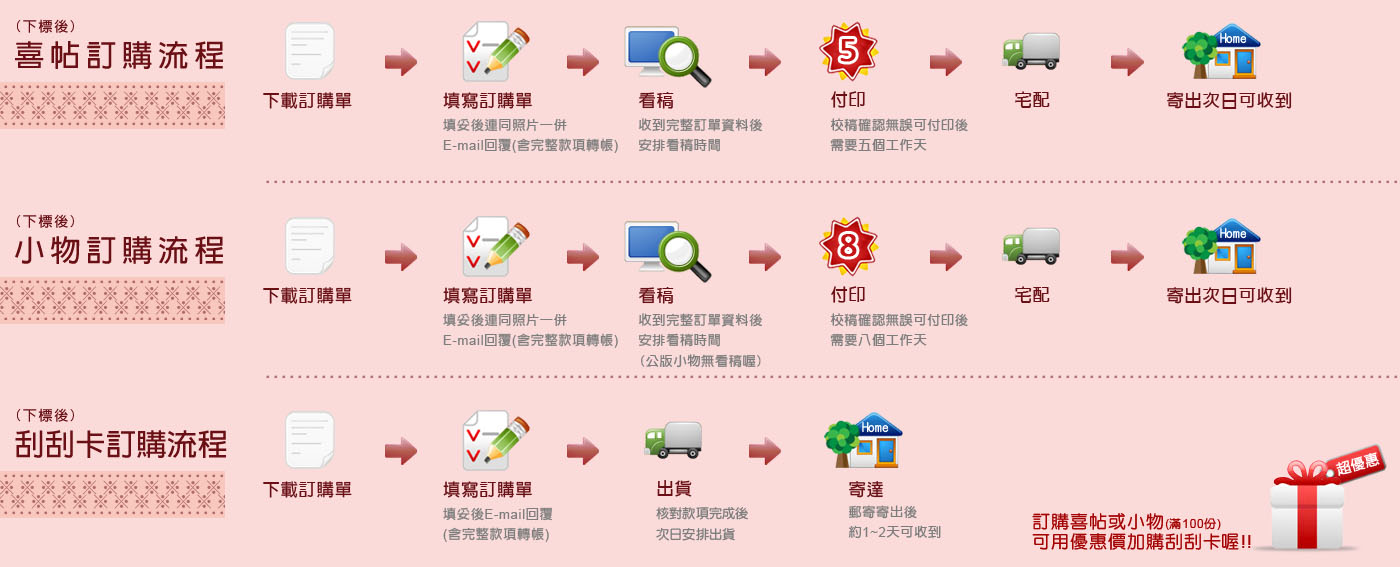 (下標後)
喜帖訂購流程
下載訂購單
填寫訂購單
填妥後連同照片一併
E-mail回覆(含完整款項轉帳)
看稿
收到完整訂單資料後
安排看稿時間
5
付印
校稿確認無誤可付印後
需要五個工作天
宅配
Home
寄出次日可收到
(下標後)
小物訂購流程
下載訂購單
填寫訂購單
填妥後連同照片一併
E-mail回覆(含完整款項轉帳)
看稿
收到完整訂單資料後
安排看稿時間
(公版小物無看稿喔)
8
付印
校稿確認無誤可付印後
需要八個工作天
宅配
Home
寄出次日可收到
(下標後)
刮刮卡訂購流程
下載訂購單
填寫訂購單
填妥後E-mail回覆
(含完整款項轉帳)
出貨
核對款項完成後
次日安排出貨
Home
寄達
郵寄寄出後
約1~2天可收到
超優惠
訂購喜帖或小物(滿100份)
可用優惠價加購刮刮卡喔!!